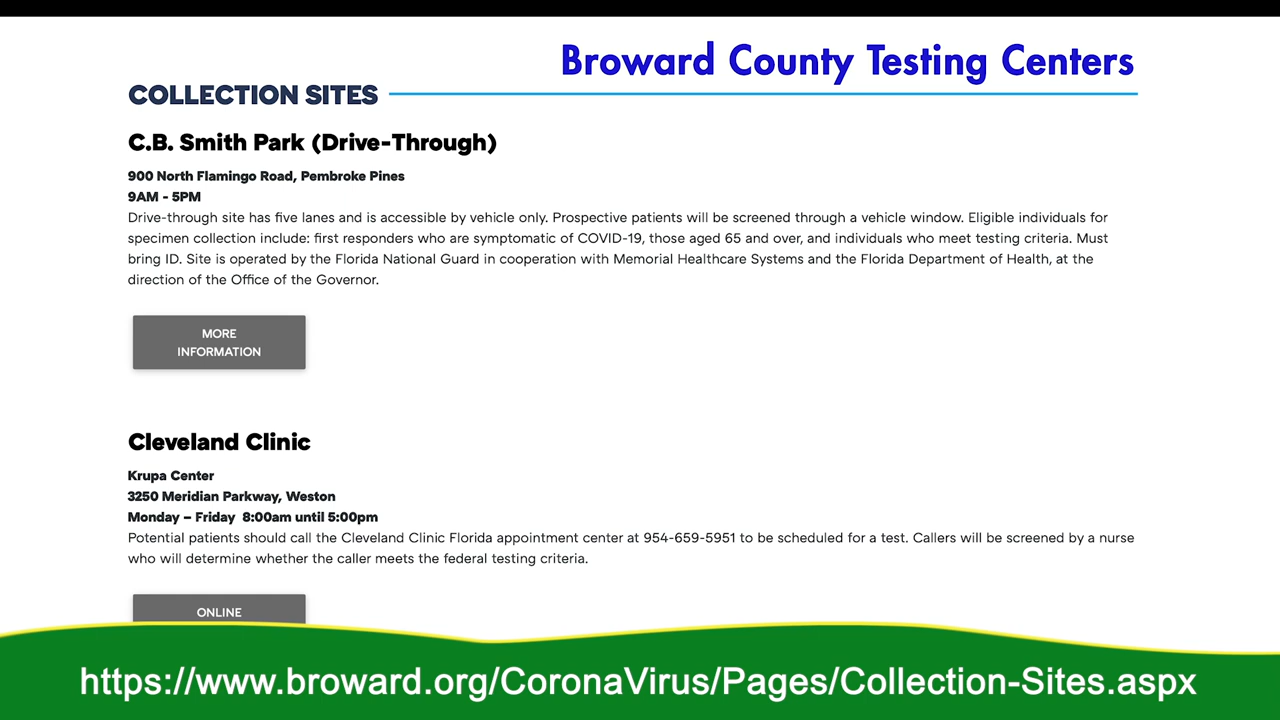 Broward County Testing Centers
COLLECTION SITES
C.B. Smith Park (Drive-Through)
900 North Flamingo Road, Pembroke Pines
9AM - 5PM
Drive-through site has five lanes and is accessible by vehicle only. Prospective patients will be screened through a vehicle window. Eligible individuals for
specimen collection include: first responders who are symptomatic of COVID-19, those aged 65 and over, and individuals who meet testing criteria. Must
bring ID. Site is operated by the Florida National Guard in cooperation with Memorial Healthcare Systems and the Florida Department of Health, at the
direction of the Office of the Governor.
MORE
INFORMATION
Cleveland Clinic
Krupa Center
3250 Meridian Parkway, Weston
Monday – Friday 8:00am until 5:00pm
Potential patients should call the Cleveland Clinic Florida appointment center at 954-659-5951 to be scheduled for a test. Callers will be screened by a nurse
who will determine whether the caller meets the federal testing criteria.
ONLINE
https://www.broward.org/CoronaVirus/Pages/Collection-Sites.aspx